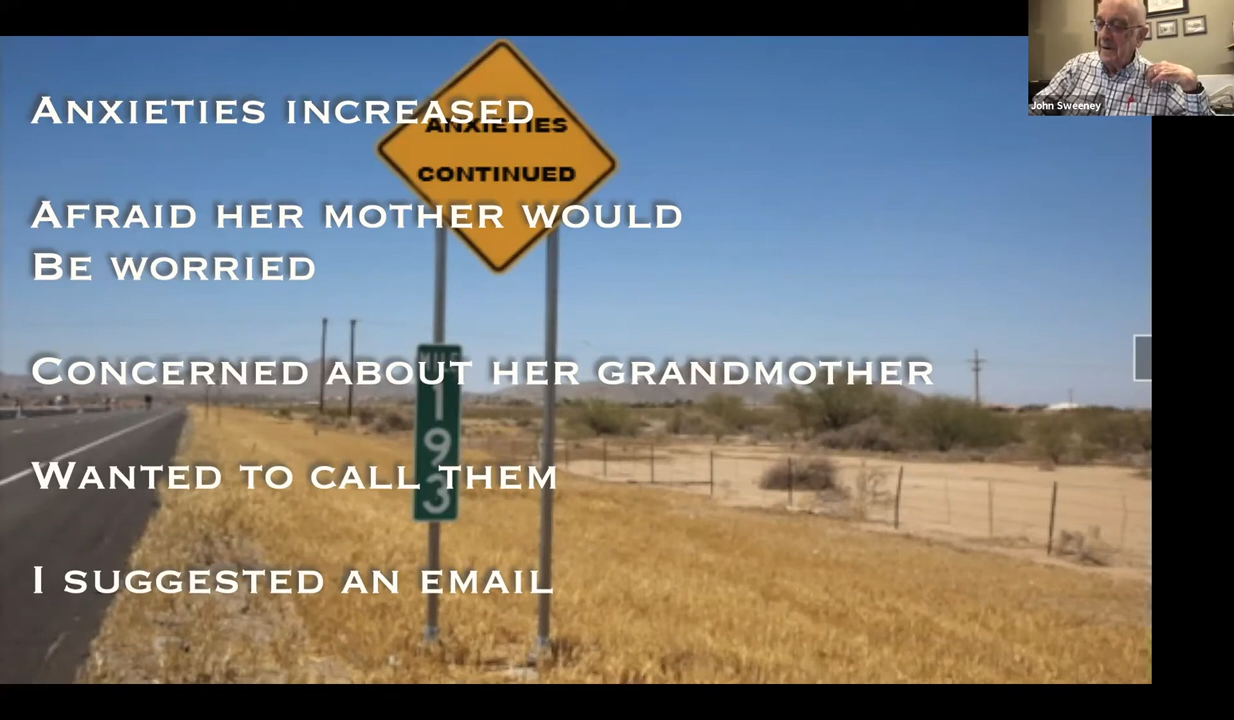 ANXIETIES INCREASED
ANXIETIES
CONTINUED
AFRAID HER MOTHER WOULD
BE WORRIED
CONCERNED ABOUT HER GRANDMOTHER
MILE
193
WANTED TO CALL THEM
I SUGGESTED AN EMAIL
John Sweeney